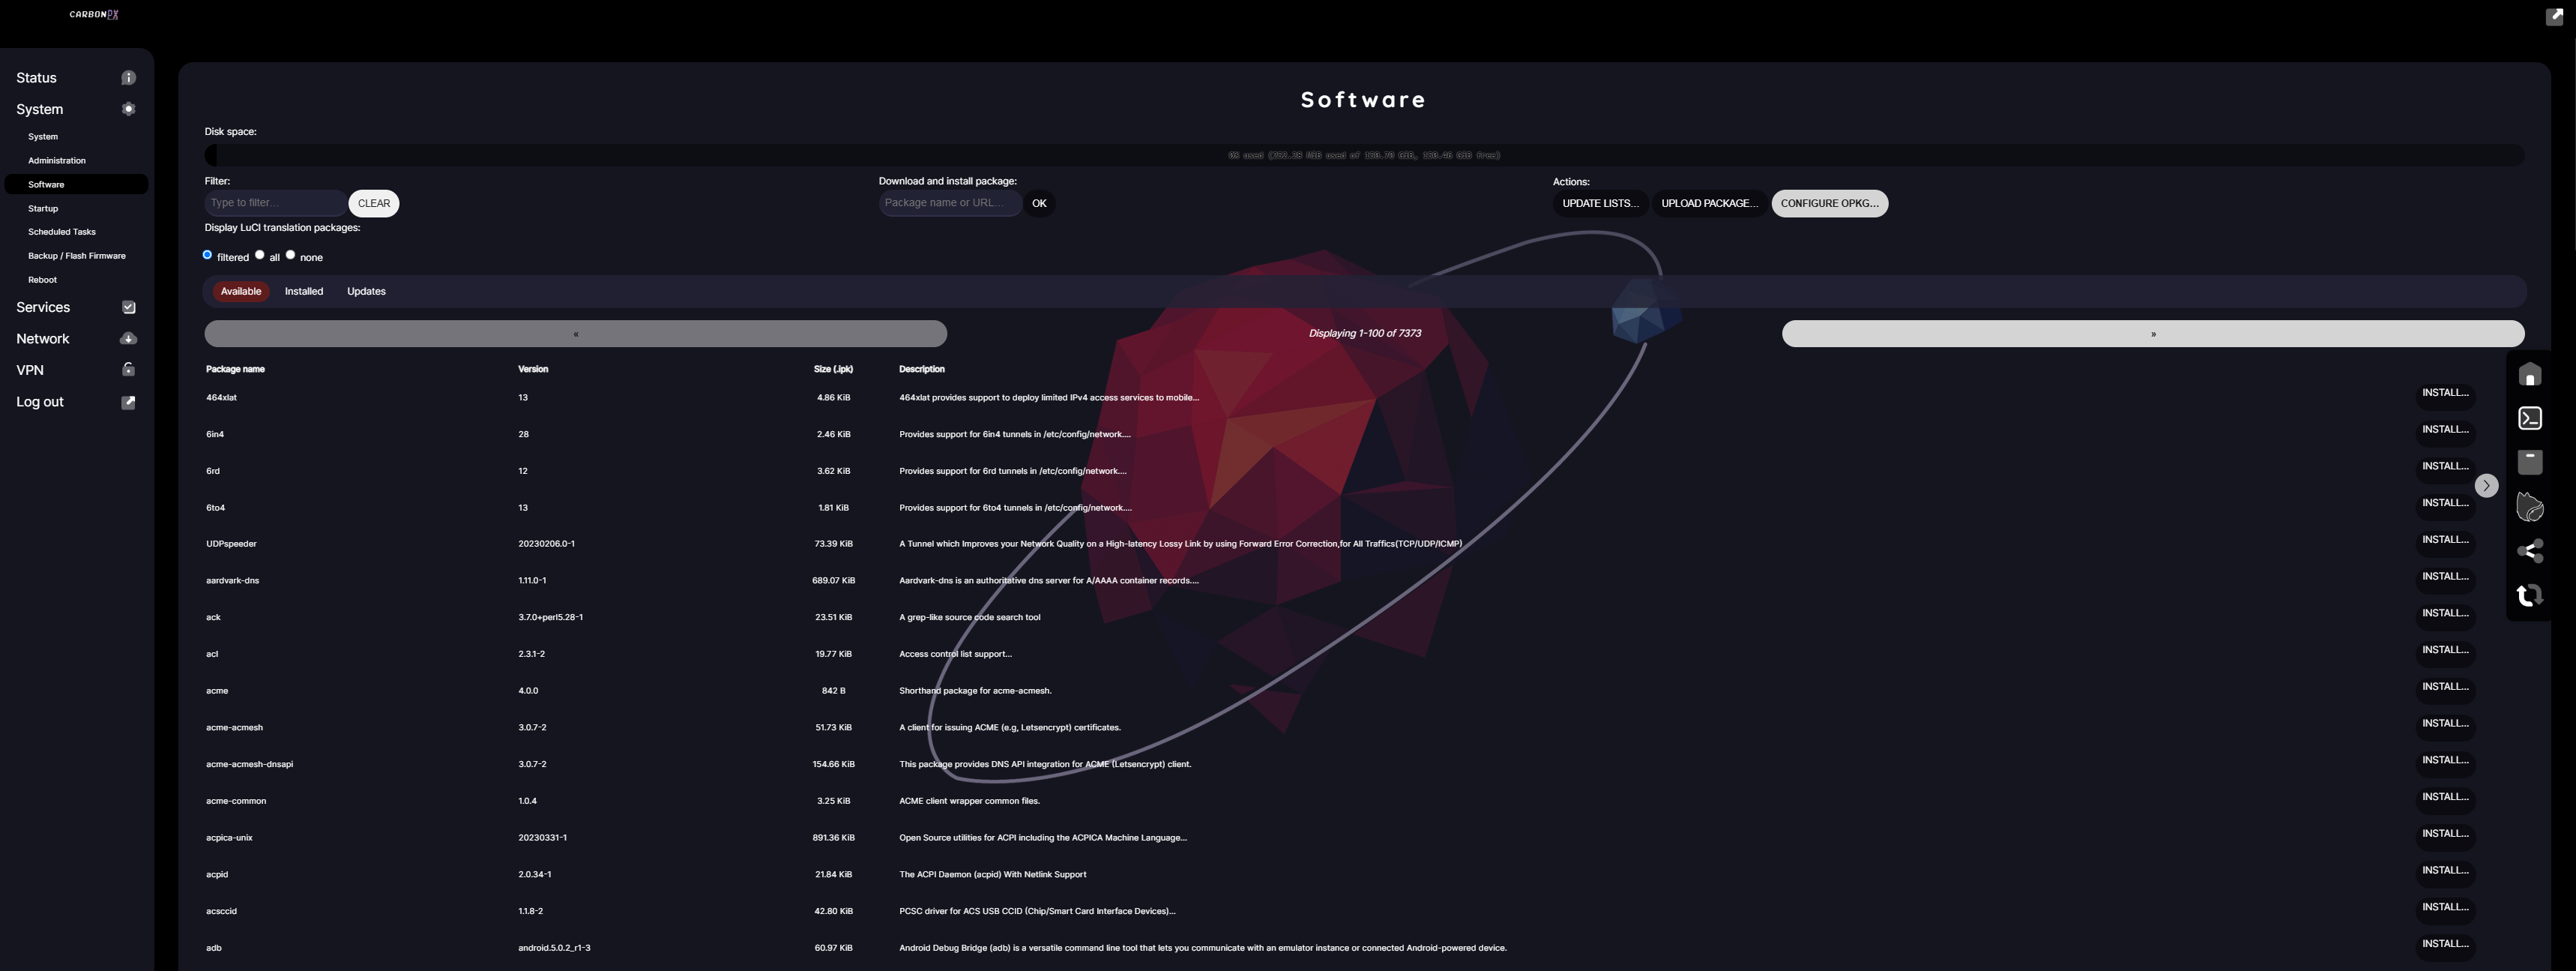 CARBONPX
Status
System
System
Administration
Software
Startup
Scheduled Tasks
Backup / Flash Firmware
Reboot
Services
Network
VPN
Log out
Software
Disk space:
0% used (252.28 MiB used of 150.70 GiB, 150.46 GiB free)
Filter: Download and install package: Actions:
Type to filter... CLEAR Package name or URL... OK UPDATE LISTS... UPLOAD PACKAGE... CONFIGURE OPKG...
Display LuCI translation packages:
filtered all none
Available Installed Updates
« Displaying 1-100 of 7373 »
Package name Version Size (.ipk) Description
464xlat 13 4.86 KiB 464xlat provides support to deploy limited IPv4 access services to mobile... INSTALL...
6in4 28 2.46 KiB Provides support for 6in4 tunnels in /etc/config/network.... INSTALL...
6rd 12 3.62 KiB Provides support for 6rd tunnels in /etc/config/network.... INSTALL...
6to4 13 1.81 KiB Provides support for 6to4 tunnels in /etc/config/network.... INSTALL...
UDPspeeder 20230206.0-1 73.39 KiB A Tunnel which Improves your Network Quality on a High-latency Lossy Link by using Forward Error Correction,for All Traffics(TCP/UDP/ICMP) INSTALL...
aardvark-dns 1.11.0-1 689.07 KiB Aardvark-dns is an authoritative dns server for A/AAAA container records.... INSTALL...
ack 3.7.0+perl5.28-1 23.51 KiB A grep-like source code search tool INSTALL...
acl 2.3.1-2 19.77 KiB Access control list support... INSTALL...
acme 4.0.0 842 B Shorthand package for acme-acmesh. INSTALL...
acme-acmesh 3.0.7-2 51.73 KiB A client for issuing ACME (e.g, Letsencrypt) certificates. INSTALL...
acme-acmesh-dnsapi 3.0.7-2 154.66 KiB This package provides DNS API integration for ACME (Letsencrypt) client. INSTALL...
acme-common 1.0.4 3.25 KiB ACME client wrapper common files. INSTALL...
acpica-unix 20230331-1 891.36 KiB Open Source utilities for ACPI including the ACPICA Machine Language... INSTALL...
acpid 2.0.34-1 21.84 KiB The ACPI Daemon (acpid) With Netlink Support INSTALL...
acsccid 1.1.8-2 42.80 KiB PCSC driver for ACS USB CCID (Chip/Smart Card Interface Devices)... INSTALL...
adb android.5.0.2_r1-3 60.97 KiB Android Debug Bridge (adb) is a versatile command line tool that lets you communicate with an emulator instance or connected Android-powered device. INSTALL...